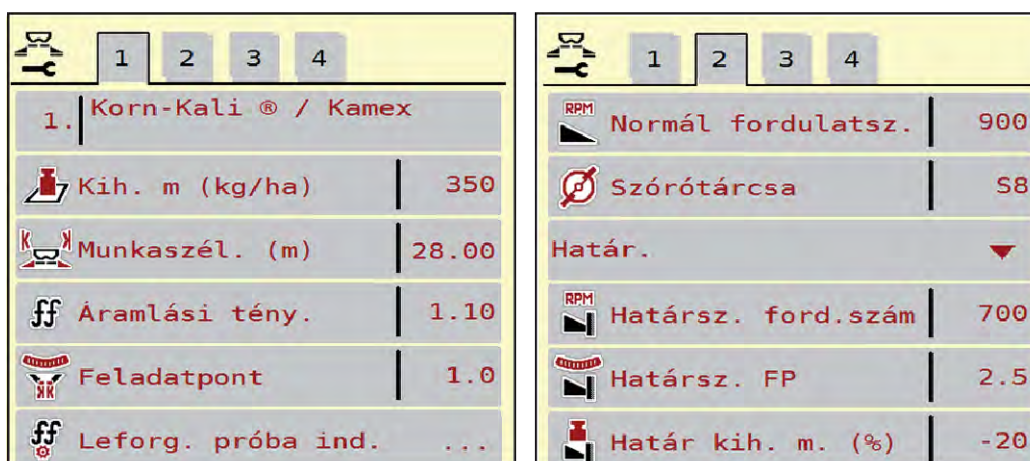 1 2 3 4
1. Korn-Kali ® / Kamex
Kih. m (kg/ha) 350
Munkaszél. (m) 28.00
Áramlási tény. 1.10
Feladatpont 1.0
Leforg. próba ind. ...
1 2 3 4
RPM Normál fordulatsz. 900
Szórótárcsa S8
Határ.
RPM Határsz. ford.szám 700
Határsz. FP 2.5
Határ kih. m. (%) -20